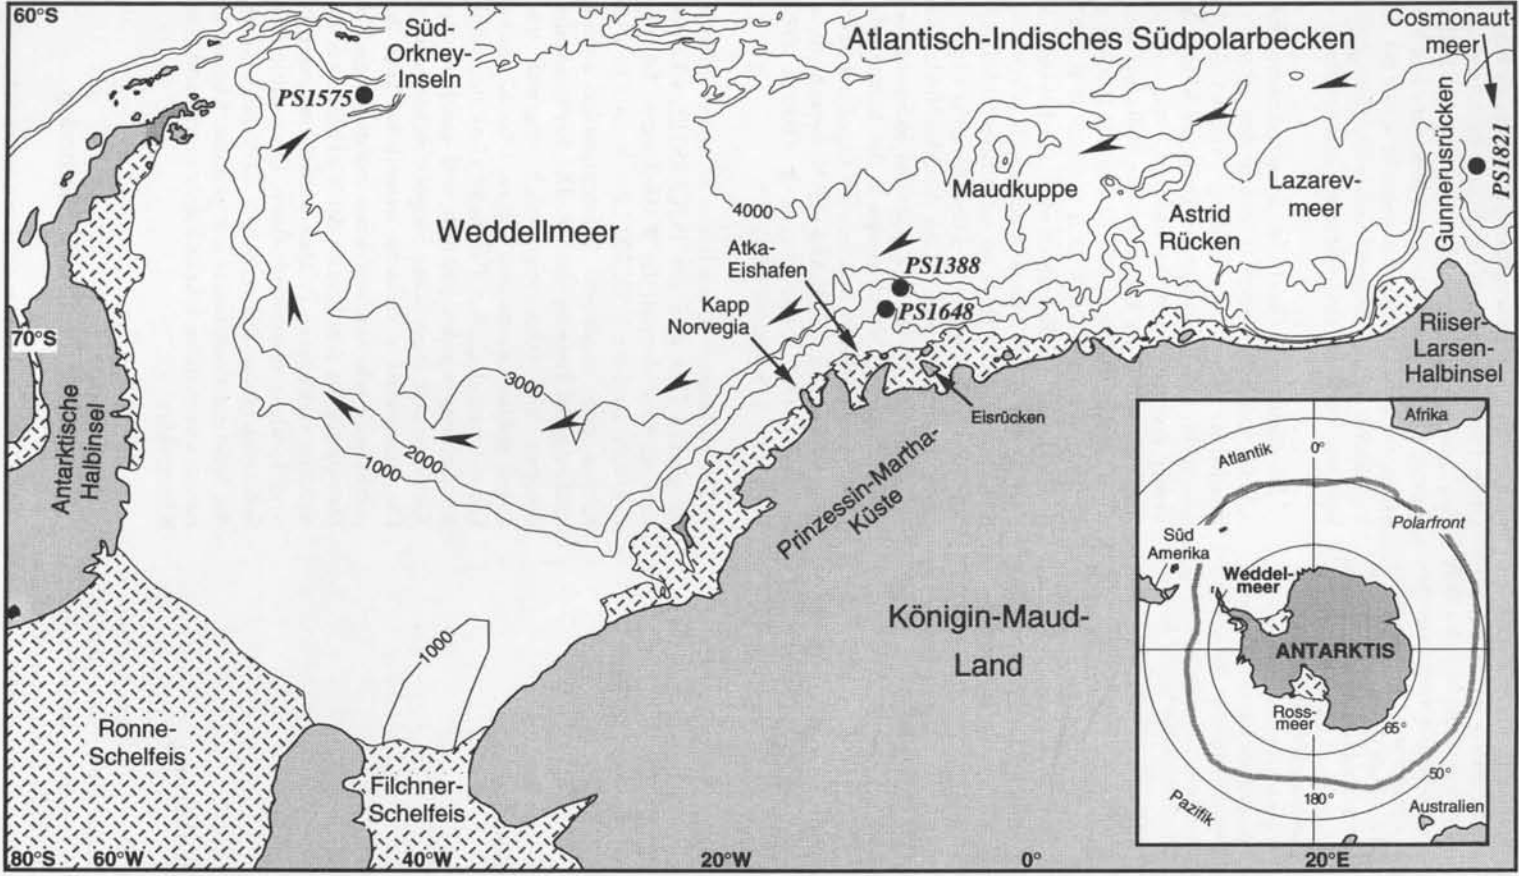 60°S
Süd-
Orkney-
Inseln
PS1575
Atlantisch-Indisches Südpolarbecken
Cosmonaut-
meer
Gunnerusrücken
PS1821
Maudkuppe
Lazarev-
meer
Astrid
Rücken
4000
Weddellmeer
Atka-
Eishafen
PS1388
PS1648
Kapp
Norvegia
70°S
3000
2000
1000
Antarktische
Halbinsel
Eisrücken
Riiser-
Larsen-
Halbinsel
Prinzessin-Martha-
Küste
Königin-Maud-
Land
1000
Ronne-
Schelfeis
Filchner-
Schelfeis
80°S
60°W
40°W
20°W
0°
20°E
Afrika
Atlantik
0°
Polarfront
Süd
Amerika
Weddel-
meer
ANTARKTIS
Ross-
meer
65°
50°
180°
Pazifik
Australien